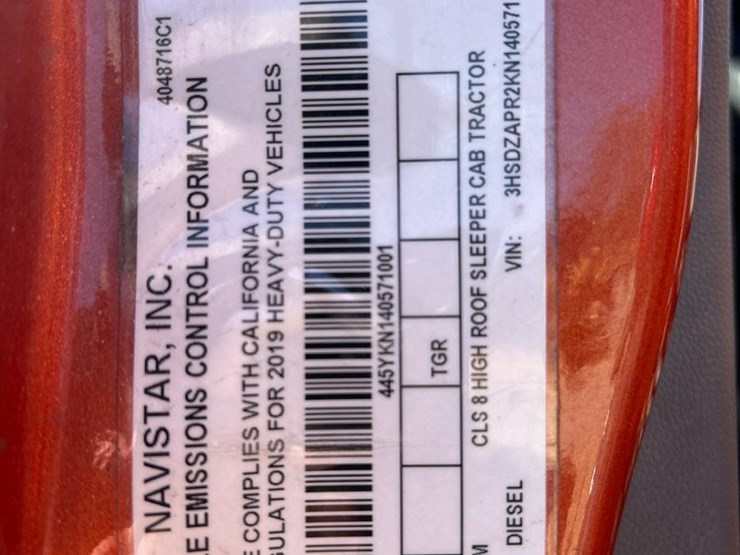 4048716C1
NAVISTAR, INC.
E EMISSIONS CONTROL INFORMATION
E COMPLIES WITH CALIFORNIA AND
GULATIONS FOR 2019 HEAVY-DUTY VEHICLES
445YKN140571001
TGR
M CLS 8 HIGH ROOF SLEEPER CAB TRACTOR
DIESEL VIN: 3HSDZAPR2KN140571